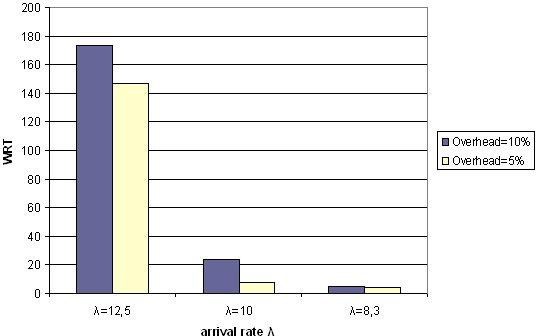 200
180
160
140
120
100
80
60
40
20
0
WRT
λ=12,5 λ=10 λ=8,3
arrival rate λ
Overhead=10%
Overhead=5%